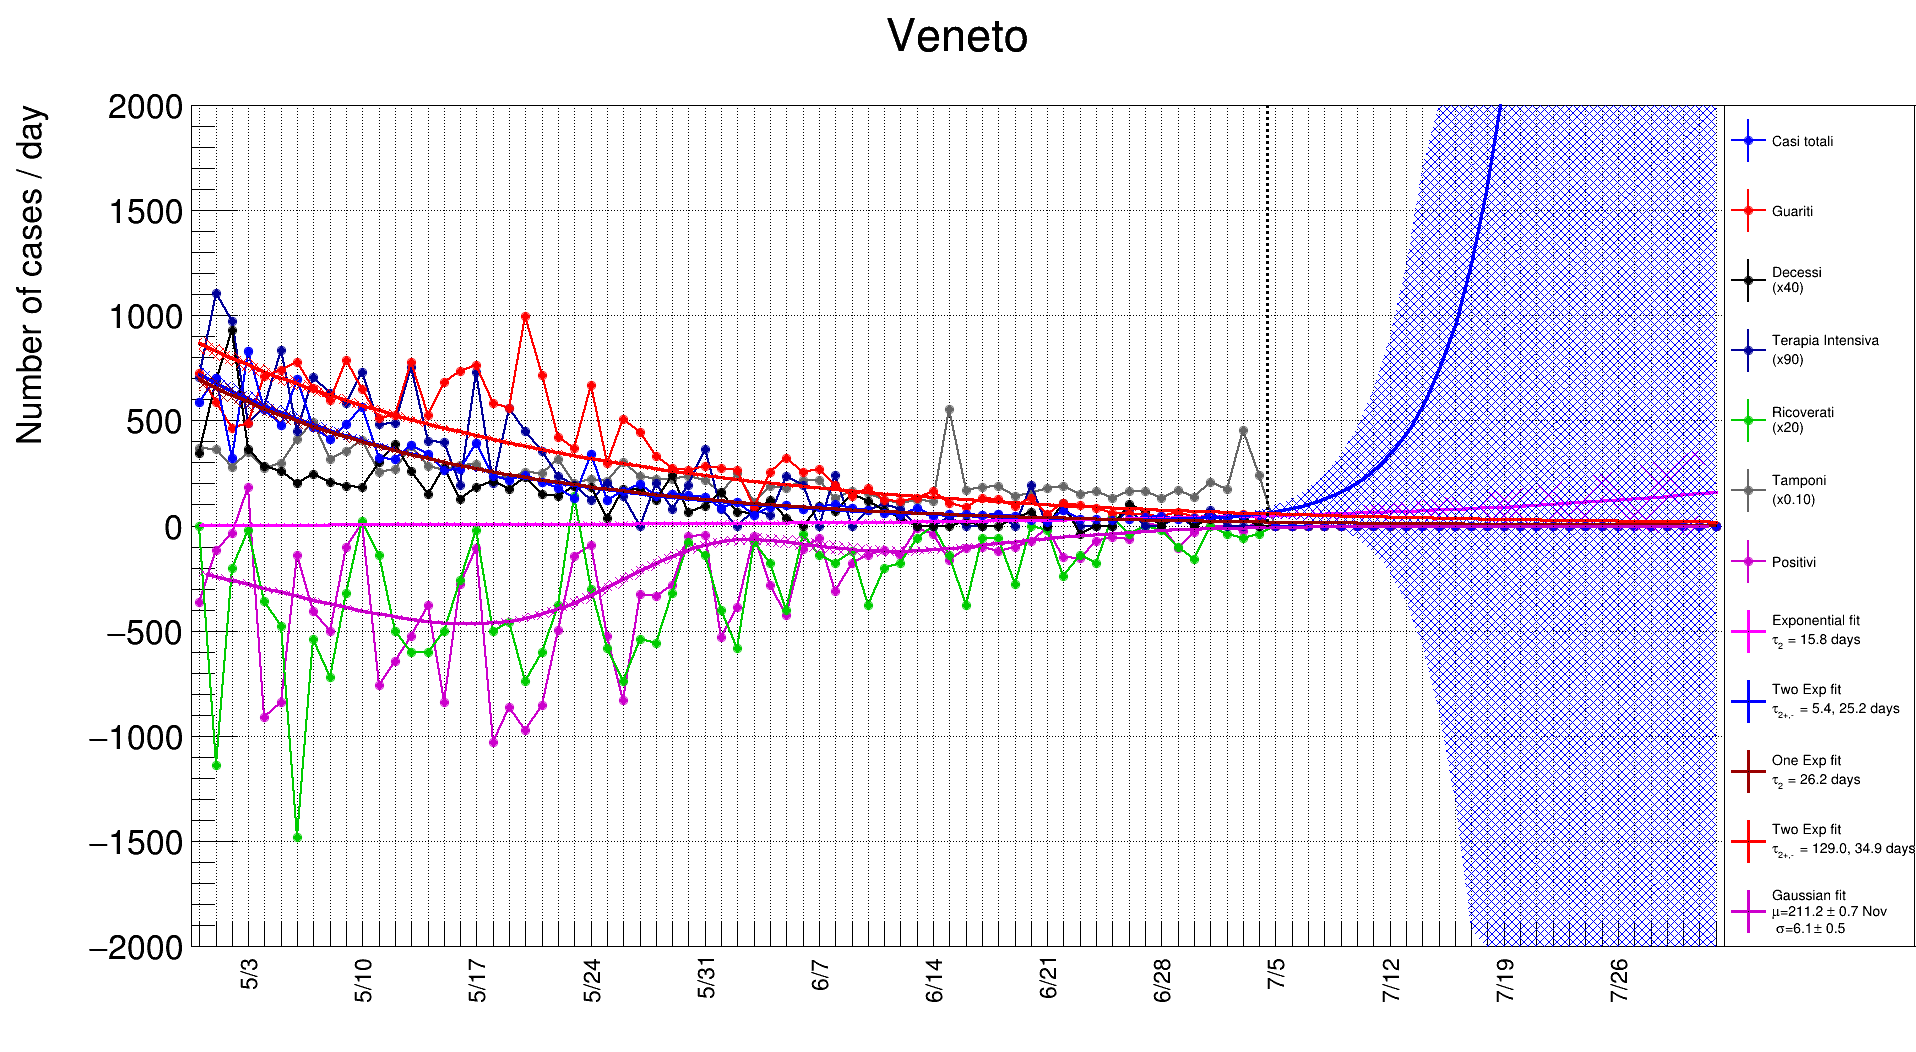 Veneto
Number of cases / day
2000
1500
1000
500
0
−500
−1000
−1500
−2000
5/3
5/10
5/17
5/24
5/31
6/7
6/14
6/21
6/28
7/5
7/12
7/19
7/26
Casi totali
Guariti
Decessi
(x40)
Terapia Intensiva
(x90)
Ricoverati
(x20)
Tamponi
(x0.10)
Positivi
Exponential fit
τ2 = 15.8 days
Two Exp fit
τ2+,- = 5.4, 25.2 days
One Exp fit
τ2 = 26.2 days
Two Exp fit
τ2+,- = 129.0, 34.9 days
Gaussian fit
μ=211.2 ± 0.7 Nov
σ=6.1± 0.5